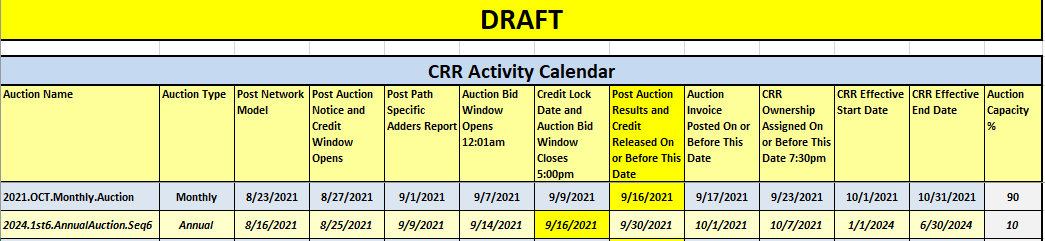 DRAFT
CRR Activity Calendar
Auction Name Auction Type Post Network Post Auction Post Path Auction Bid Credit Lock Post Auction Auction CRR CRR Effective CRR Effective Auction
Model Notice and Specific Window Date and Results and Invoice Ownership Start Date End Date Capacity
Credit Adders Report Opens Auction Bid Credit Posted On or Assigned On %
Window 12:01am Window Released On Before This or Before This
Opens Closes or Before This Date Date 7:30pm
5:00pm Date
2021.OCT.Monthly.Auction Monthly 8/23/2021 8/27/2021 9/1/2021 9/7/2021 9/9/2021 9/16/2021 9/17/2021 9/23/2021 10/1/2021 10/31/2021 90
2024.1st6.AnnualAuction.Seq6 Annual 8/16/2021 8/25/2021 9/9/2021 9/14/2021 9/16/2021 9/30/2021 10/1/2021 10/7/2021 1/1/2024 6/30/2024 10